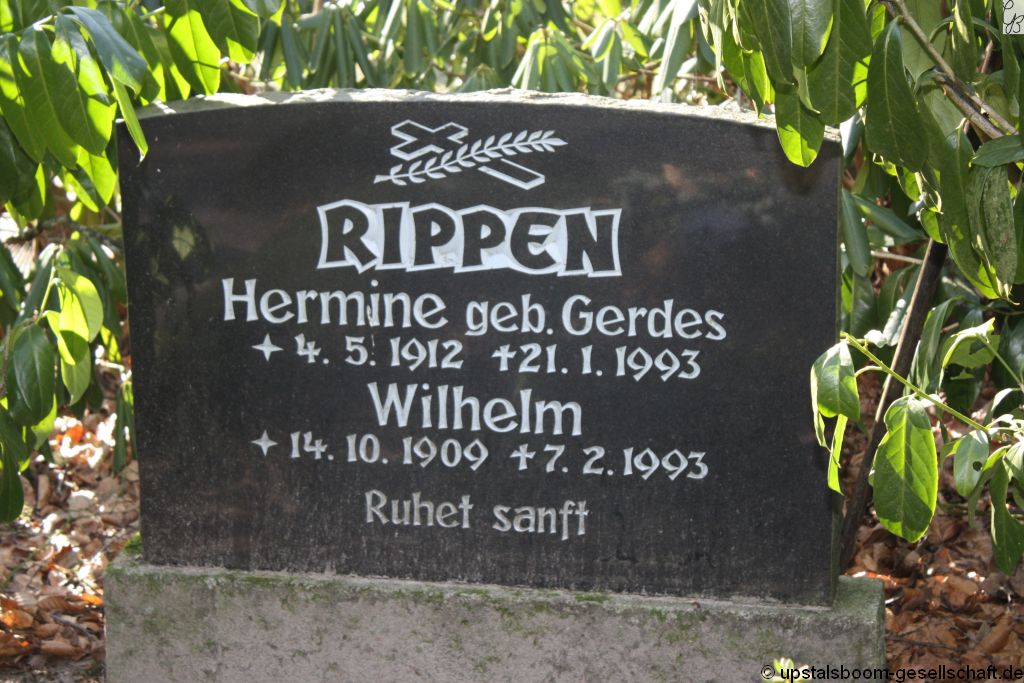 RIPPEN
Hermine geb. Gerdes
✦ 4. 5. 1912 ✝ 21. 1. 1993
Wilhelm
✦ 14. 10. 1909 ✝ 7. 2. 1993
Ruhet sanft
© upstalsboom-gesellschaft.de